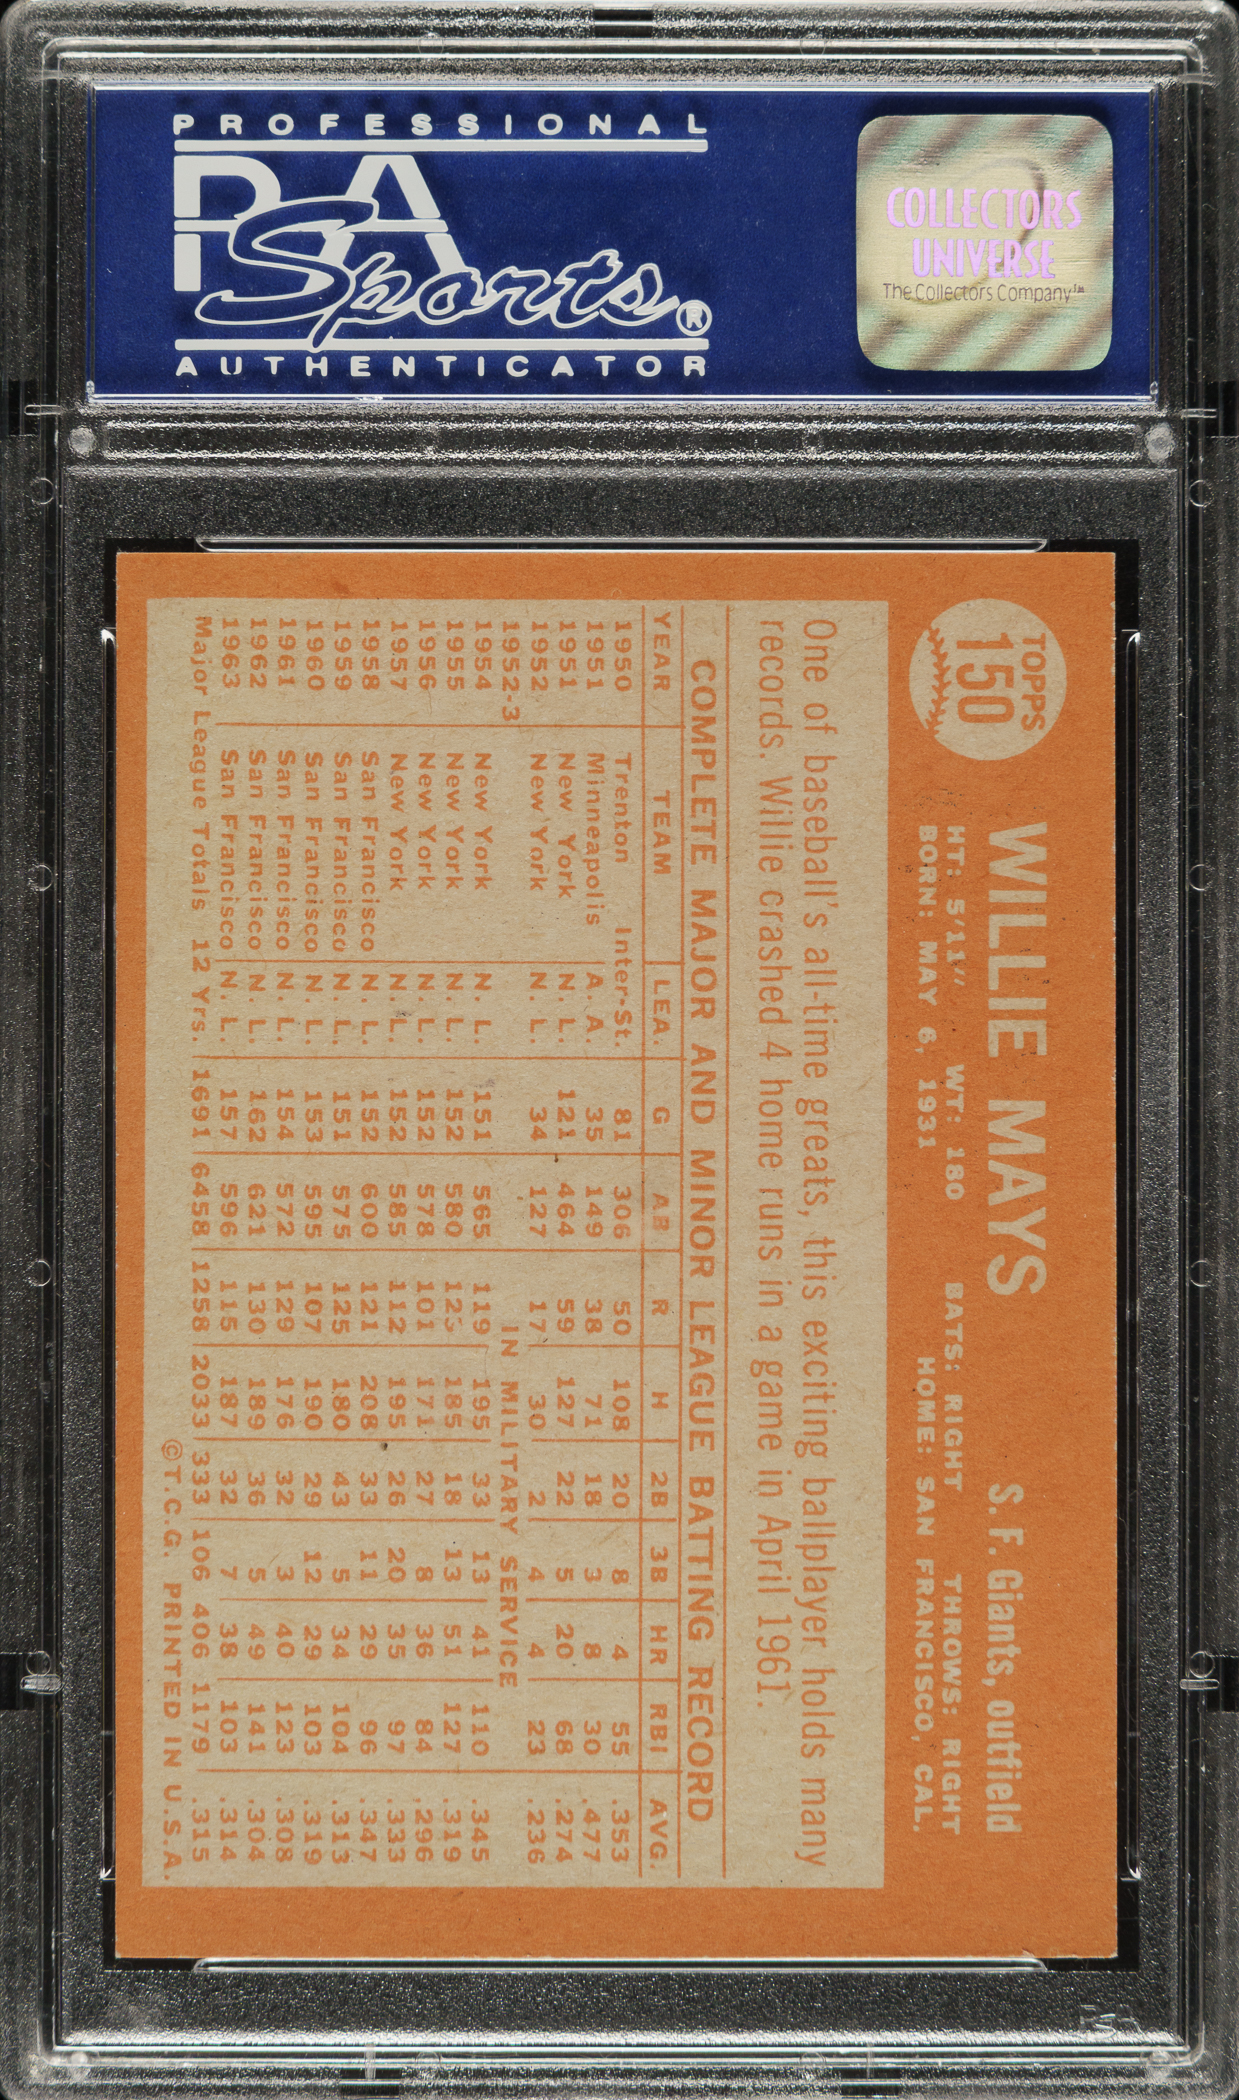 PROFESSIONAL
PSA
Sports®
AUTHENTICATOR
COLLECTORS
UNIVERSE
The Collectors Company™
TOPPS
150
WILLIE MAYS S. F. Giants, outfield
HT: 5'11" WT: 180 BATS: RIGHT THROWS: RIGHT
BORN: MAY 6, 1931 HOME: SAN FRANCISCO, CAL.
One of baseball's all-time greats, this exciting ballplayer holds many
records. Willie crashed 4 home runs in a game in April 1961.
COMPLETE MAJOR AND MINOR LEAGUE BATTING RECORD
YEAR TEAM LEA. G AB R H 2B 3B HR RBI AVG.
1950 Trenton Inter-St. 81 306 50 108 20 8 4 55 .353
1951 Minneapolis A. A. 35 149 38 71 18 3 8 30 .477
1951 New York N. L. 121 464 59 127 22 5 20 68 .274
1952 New York N. L. 34 127 17 30 2 4 4 23 .236
1952-3 IN MILITARY SERVICE
1954 New York N. L. 151 565 119 195 33 13 41 110 .345
1955 New York N. L. 152 580 123 185 18 13 51 127 .319
1956 New York N. L. 152 578 101 171 27 8 36 84 .296
1957 New York N. L. 152 585 112 195 26 20 35 97 .333
1958 San Francisco N. L. 152 600 121 208 33 11 29 96 .347
1959 San Francisco N. L. 151 575 125 180 43 5 34 104 .313
1960 San Francisco N. L. 153 595 107 190 29 12 29 103 .319
1961 San Francisco N. L. 154 572 129 176 32 3 40 123 .308
1962 San Francisco N. L. 162 621 130 189 36 5 49 141 .304
1963 San Francisco N. L. 157 596 115 187 32 7 38 103 .314
Major League Totals 12 Yrs. 1691 6458 1258 2033 333 106 406 1179 .315
©T.C.G. PRINTED IN U.S.A.
PSA